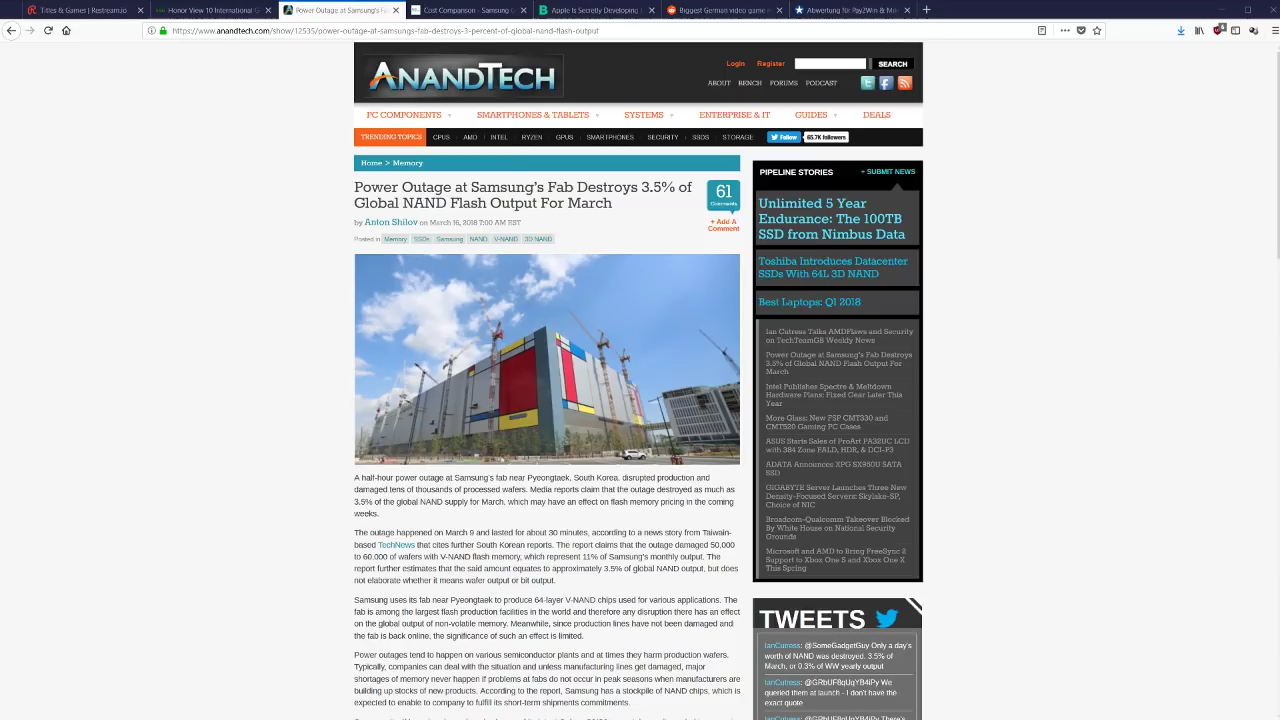 Titles & Games | Restream.io
Honor View 10 International G
Power Outage at Samsung's Fa
Cost Comparison - Samsung G
Apple Is Secretly Developing
Biggest German video game
Abwertung für Pay2Win & Mi
https://www.anandtech.com/show/12535/power-outage-at-samsungs-fab-destroys-3-percent-of-global-nand-flash-output
ANANDTECH
Login Register SEARCH
ABOUT BENCH FORUMS PODCAST
PC COMPONENTS SMARTPHONES & TABLETS SYSTEMS ENTERPRISE & IT GUIDES DEALS
TRENDING TOPICS CPUS AMD INTEL RYZEN GPUS SMARTPHONES SECURITY SSDS STORAGE Follow 65.7K followers
Home > Memory
Power Outage at Samsung's Fab Destroys 3.5% of
Global NAND Flash Output For March
61
Comments
+ Add A
Comment
by Anton Shilov on March 16, 2018 7:00 AM EST
Posted in Memory SSDs Samsung NAND V-NAND 3D NAND
A half-hour power outage at Samsung's fab near Pyeongtaek, South Korea, disrupted production and
damaged tens of thousands of processed wafers. Media reports claim that the outage destroyed as much as
3.5% of the global NAND supply for March, which may have an effect on flash memory pricing in the coming
weeks.
The outage happened on March 9 and lasted for about 30 minutes, according to a news story from Taiwan-
based TechNews that cites further South Korean reports. The report claims that the outage damaged 50,000
to 60,000 of wafers with V-NAND flash memory, which represent 11% of Samsung's monthly output. The
report further estimates that the said amount equates to approximately 3.5% of global NAND output, but does
not elaborate whether it means wafer output or bit output.
Samsung uses its fab near Pyeongtaek to produce 64-layer V-NAND chips used for various applications. The
fab is among the largest flash production facilities in the world and therefore any disruption there has an effect
on the global output of non-volatile memory. Meanwhile, since production lines have not been damaged and
the fab is back online, the significance of such an effect is limited.
Power outages tend to happen on various semiconductor plants and at times they harm production wafers.
Typically, companies can deal with the situation and unless manufacturing lines get damaged, major
shortages of memory never happen if problems at fabs do not occur in peak seasons when manufacturers are
building up stocks of new products. According to the report, Samsung has a stockpile of NAND chips, which is
expected to enable to company to fulfill its short-term shipments commitments.
PIPELINE STORIES + SUBMIT NEWS
Unlimited 5 Year
Endurance: The 100TB
SSD from Nimbus Data
Toshiba Introduces Datacenter
SSDs With 64L 3D NAND
Best Laptops: Q1 2018
Ian Cutress Talks AMDFlaws and Security
on TechTeamGB Weekly News
Power Outage at Samsung's Fab Destroys
3.5% of Global NAND Flash Output For
March
Intel Publishes Spectre & Meltdown
Hardware Plans: Fixed Gear Later This
Year
More Glass: New FSP CMT330 and
CMT520 Gaming PC Cases
ASUS Starts Sales of ProArt PA32UC LCD
with 384 Zone FALD, HDR, & DCI-P3
ADATA Announces XPG SX950U SATA
SSD
GIGABYTE Server Launches Three New
Density-Focused Servers: Skylake-SP,
Choice of NIC
Broadcom-Qualcomm Takeover Blocked
By White House on National Security
Grounds
Microsoft and AMD to Bring FreeSync 2
Support to Xbox One S and Xbox One X
This Spring
TWEETS
IanCutress: @SomeGadgetGuy Only a day's
worth of NAND was destroyed. 3.5% of
March, or 0.3% of WW yearly output
IanCutress: @GRbUF8qUgYB4iPy We
queried them at launch - I don't have the
exact quote